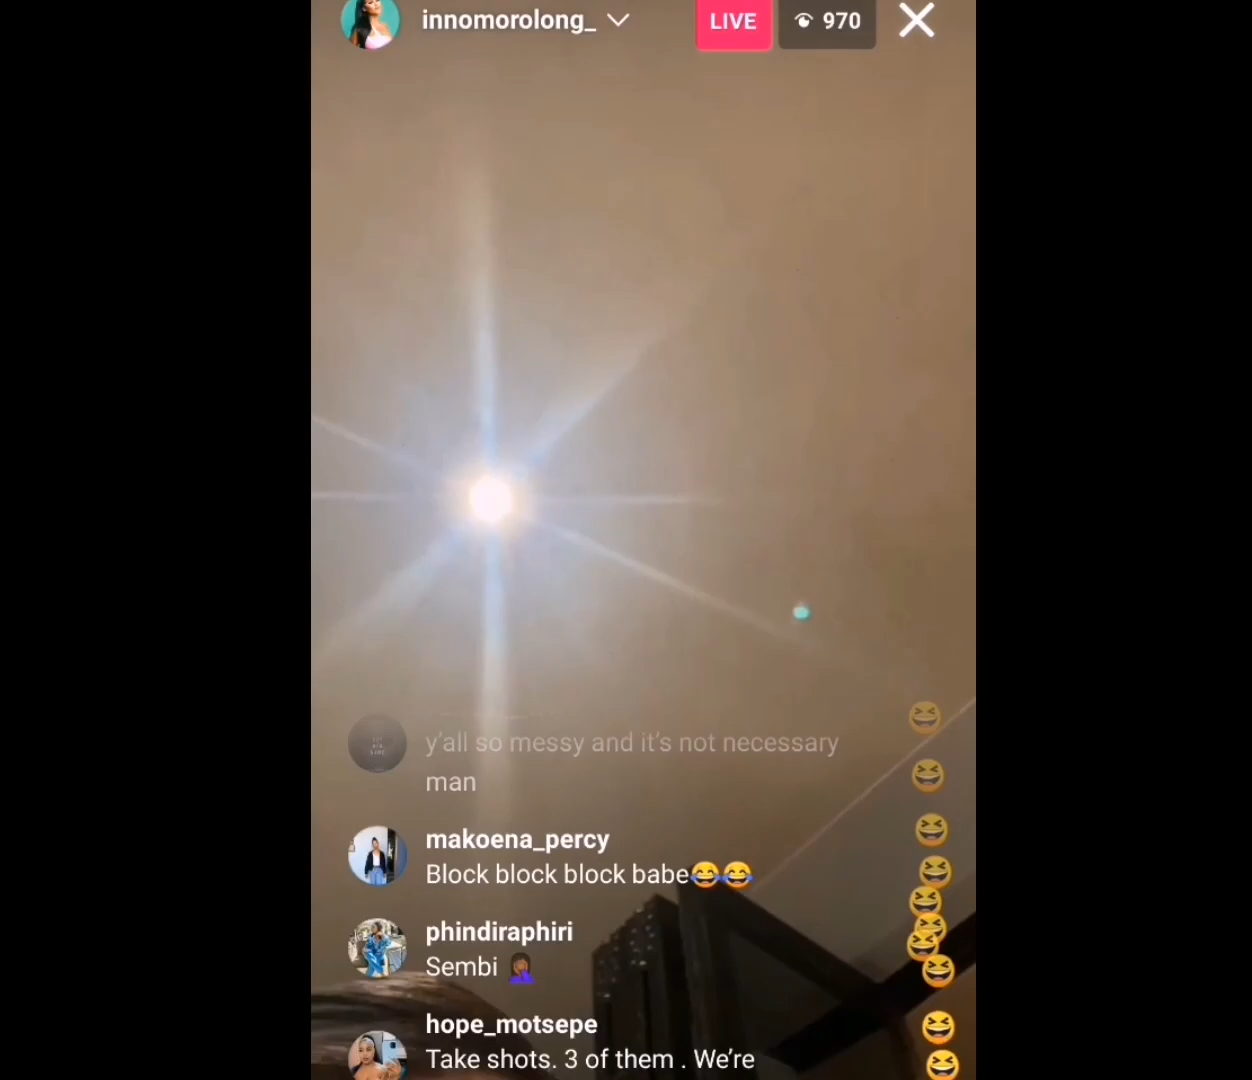 innomorolong_
LIVE
970
y'all so messy and it's not necessary
man
makoena_percy
Block block block babe😂😂
phindiraphiri
Sembi 🤦🏾‍♀️
hope_motsepe
Take shots. 3 of them . We're